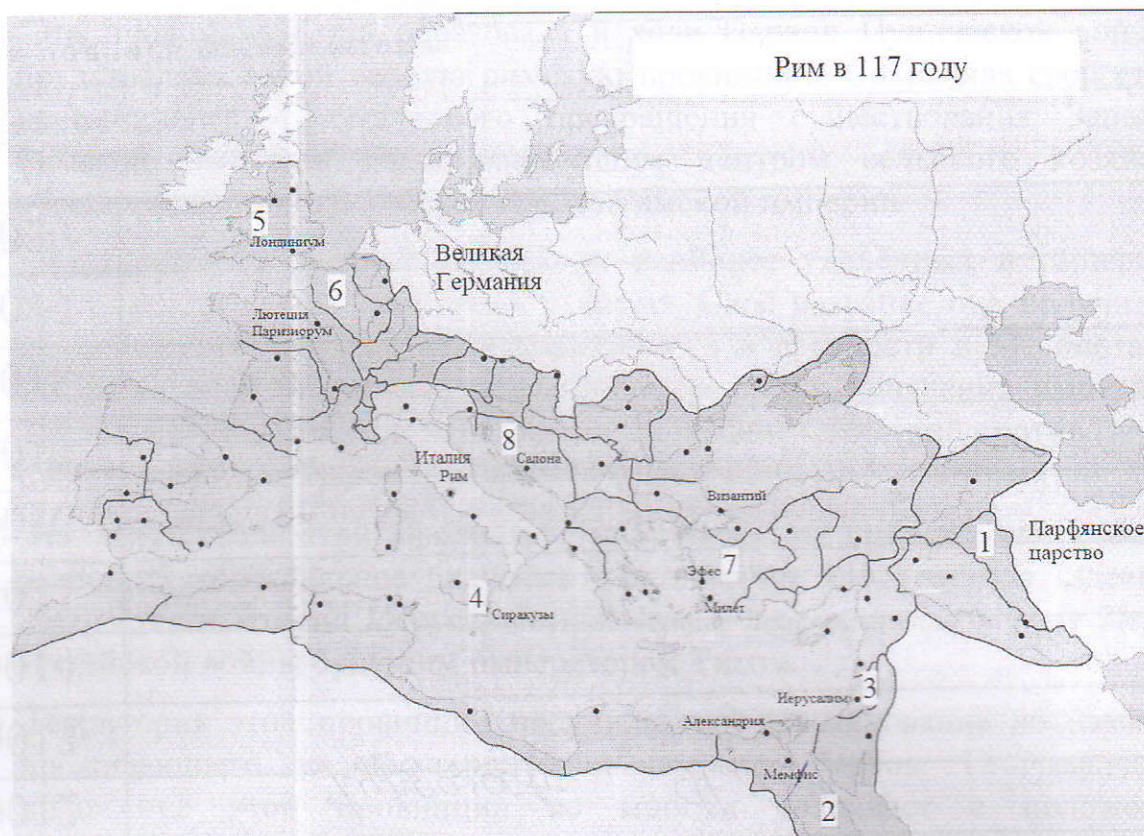 Рим в 117 году
5
Лондиниум
Великая
Германия
6
Лютеция
Паризиорум
8
Италия
Салона
Рим
Византий
Парфянское
царство
1
7
Эфес
Милет
4
Сиракузы
3
Иерусалим
Александрия
Мемфис
2